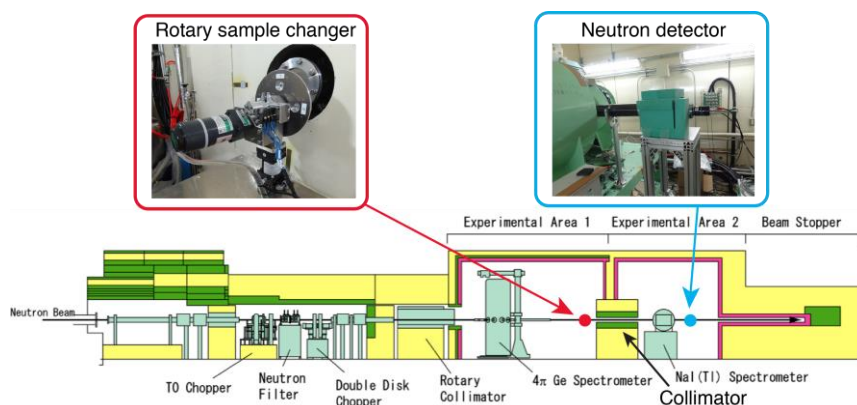 Rotary sample changer
Neutron detector
Experimental Area 1
Experimental Area 2
Beam Stopper
Neutron Beam
T0 Chopper
Neutron
Filter
Double Disk
Chopper
Rotary
Collimator
4π Ge Spectrometer
NaI(Tl) Spectrometer
Collimator